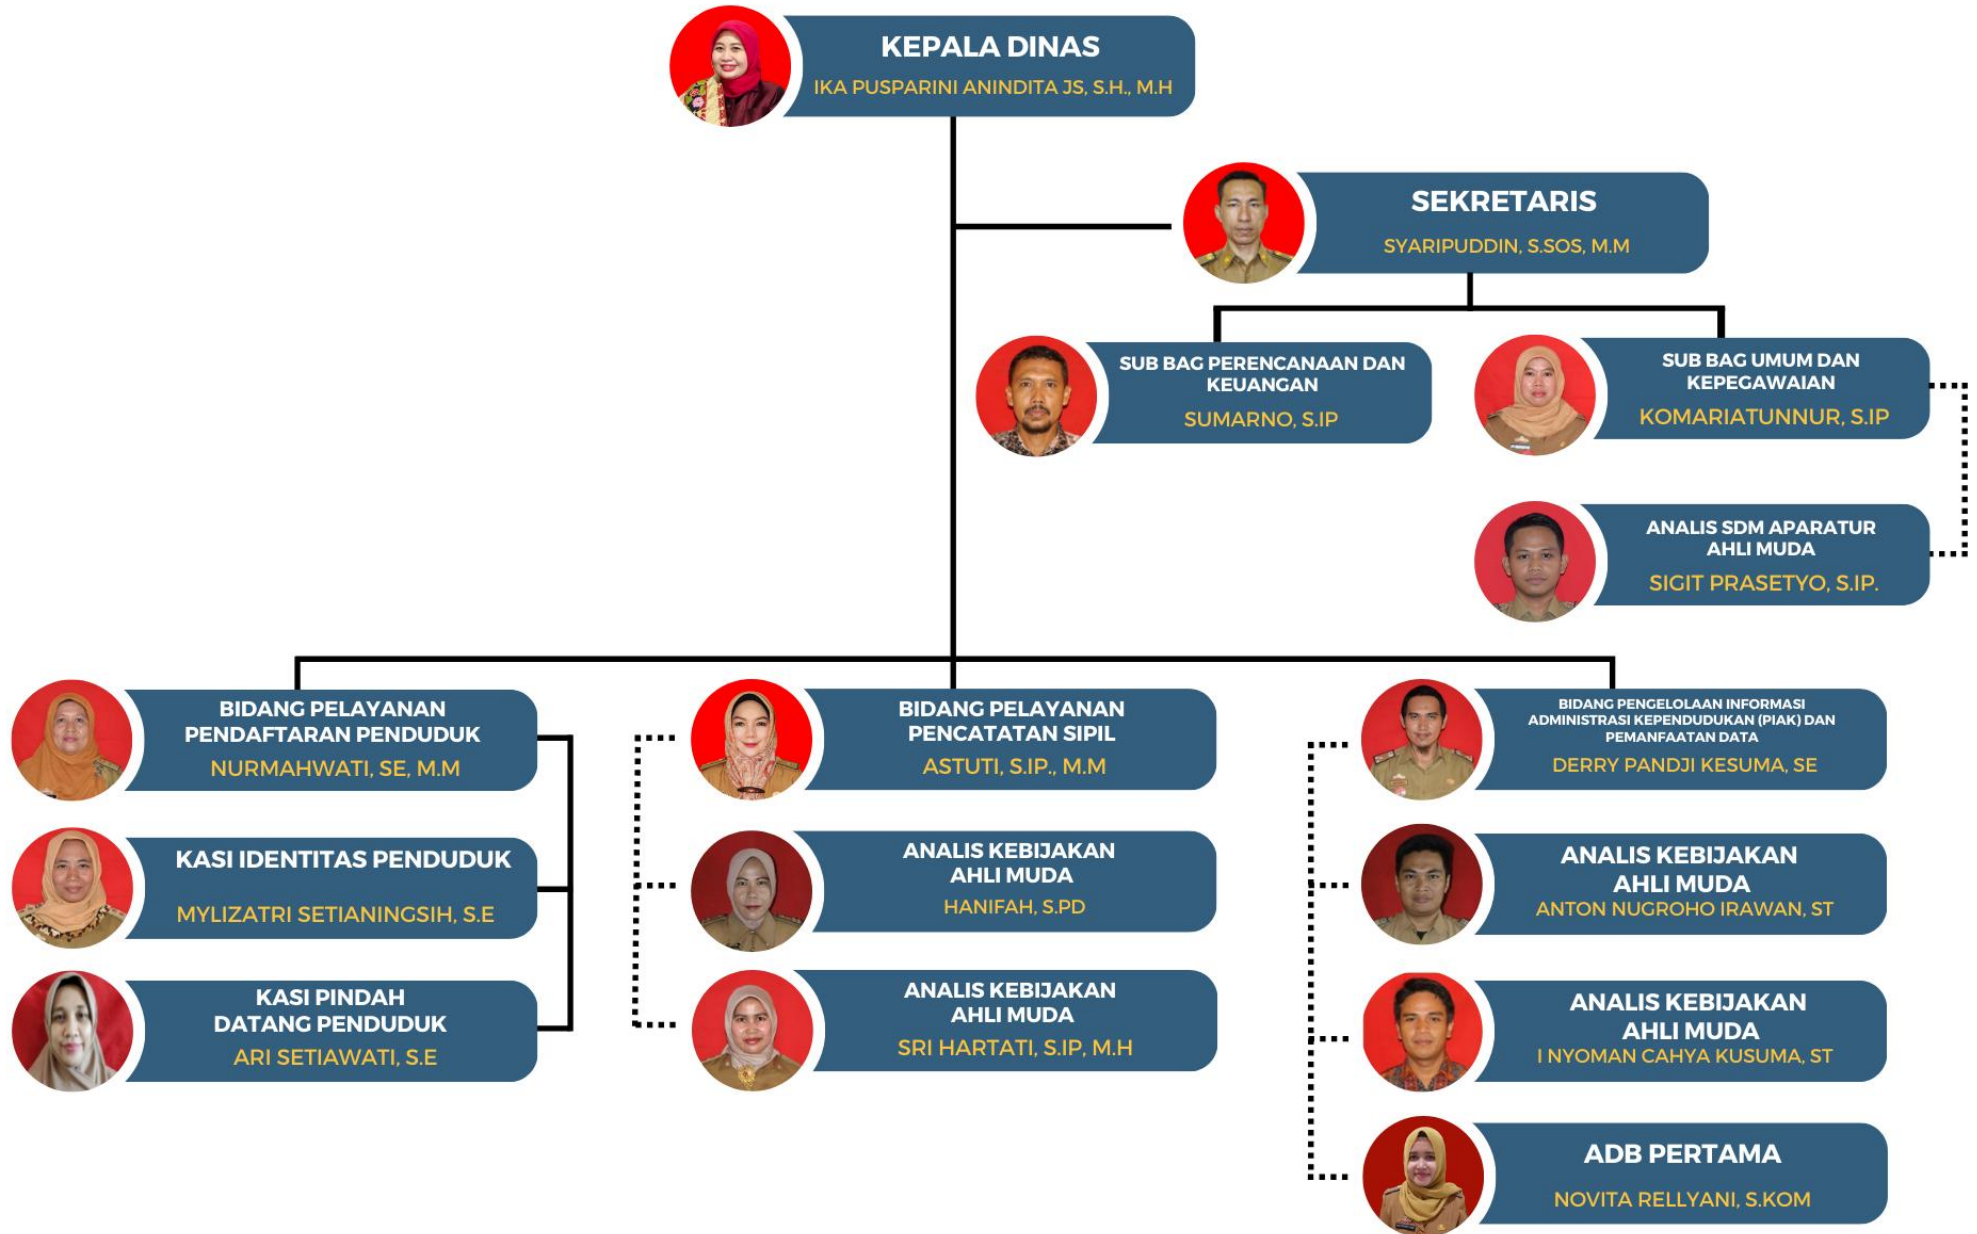 KEPALA DINAS
IKA PUSPARINI ANINDITA JS, S.H., M.H
SEKRETARIS
SYARIPUDDIN, S.SOS, M.M
SUB BAG PERENCANAAN DAN
KEUANGAN
SUMARNO, S.IP
SUB BAG UMUM DAN
KEPEGAWAIAN
KOMARIATUNNUR, S.IP
ANALIS SDM APARATUR
AHLI MUDA
SIGIT PRASETYO, S.IP.
BIDANG PELAYANAN
PENDAFTARAN PENDUDUK
NURMAHWATI, SE, M.M
KASI IDENTITAS PENDUDUK
MYLIZATRI SETIANINGSIH, S.E
KASI PINDAH
DATANG PENDUDUK
ARI SETIAWATI, S.E
BIDANG PELAYANAN
PENCATATAN SIPIL
ASTUTI, S.IP., M.M
ANALIS KEBIJAKAN
AHLI MUDA
HANIFAH, S.PD
ANALIS KEBIJAKAN
AHLI MUDA
SRI HARTATI, S.IP, M.H
BIDANG PENGELOLAAN INFORMASI
ADMINISTRASI KEPENDUDUKAN (PIAK) DAN
PEMANFAATAN DATA
DERRY PANDJI KESUMA, SE
ANALIS KEBIJAKAN
AHLI MUDA
ANTON NUGROHO IRAWAN, ST
ANALIS KEBIJAKAN
AHLI MUDA
I NYOMAN CAHYA KUSUMA, ST
ADB PERTAMA
NOVITA RELLYANI, S.KOM